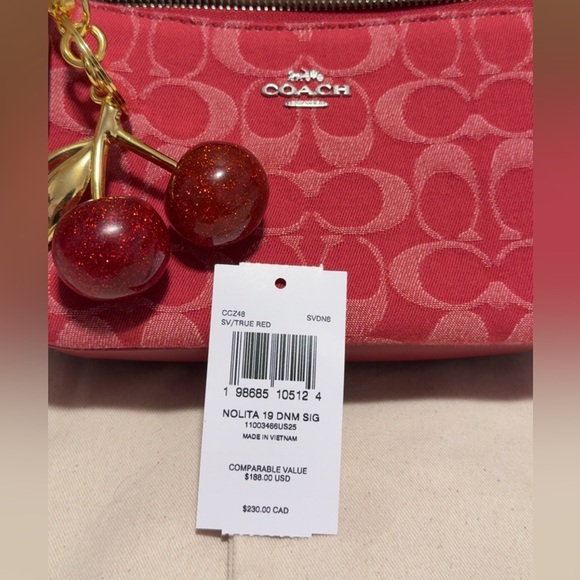 COACH
CCZ48 SVDN6
SV/TRUE RED
1 98685 10512 4
NOLITA 19 DNM SIG
11003466US25
MADE IN VIETNAM
COMPARABLE VALUE
$188.00 USD
$230.00 CAD